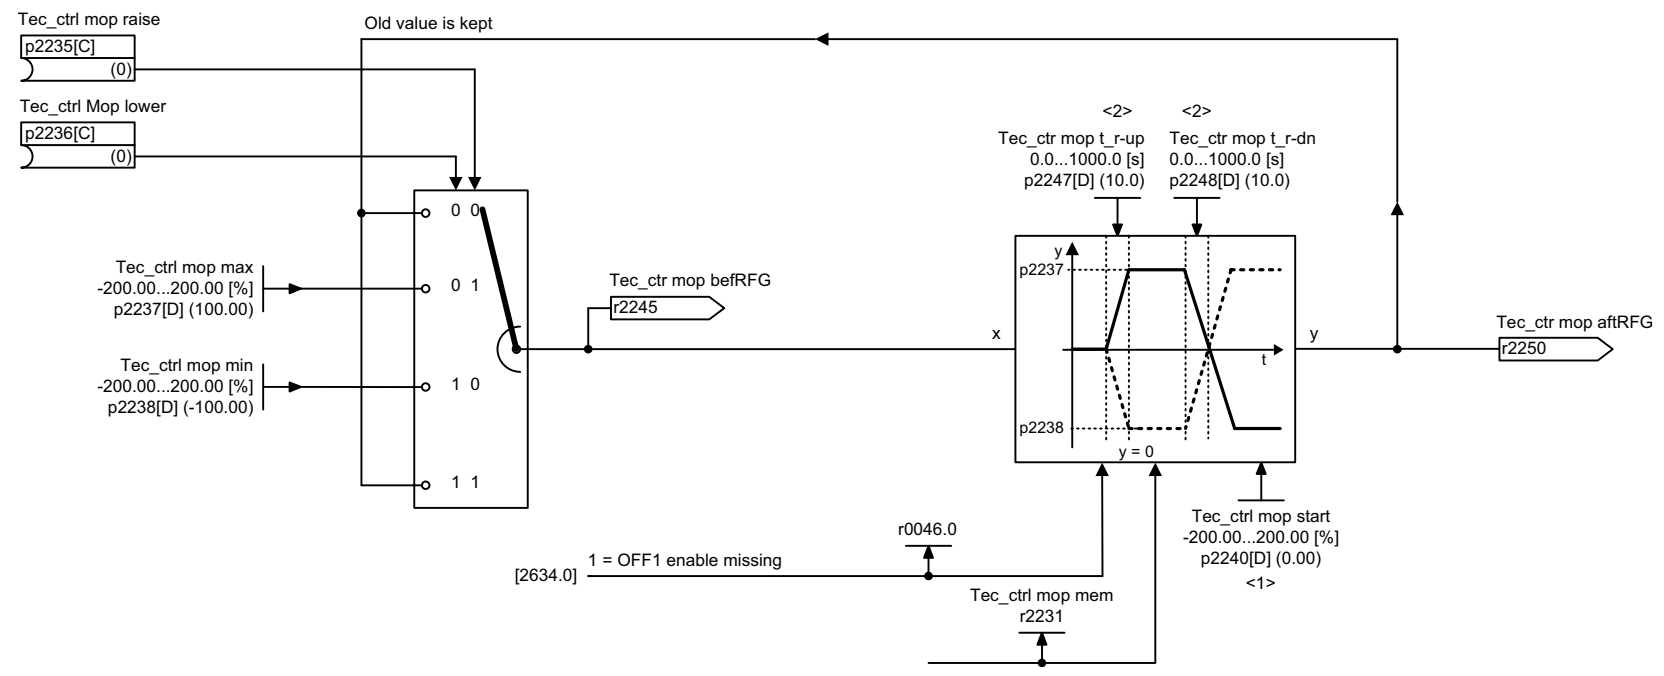 Tec_ctrl mop raise
p2235[C]
(0)
Old value is kept
Tec_ctrl Mop lower
p2236[C]
(0)
0 0
0 1
1 0
1 1
Tec_ctrl mop max
-200.00...200.00 [%]
p2237[D] (100.00)
Tec_ctrl mop min
-200.00...200.00 [%]
p2238[D] (-100.00)
Tec_ctr mop befRFG
r2245
x
<2>
Tec_ctr mop t_r-up
0.0...1000.0 [s]
p2247[D] (10.0)
<2>
Tec_ctr mop t_r-dn
0.0...1000.0 [s]
p2248[D] (10.0)
y
p2237
t
p2238
y = 0
y
Tec_ctr mop aftRFG
r2250
Tec_ctrl mop start
-200.00...200.00 [%]
p2240[D] (0.00)
<1>
r0046.0
1 = OFF1 enable missing
[2634.0]
Tec_ctrl mop mem
r2231